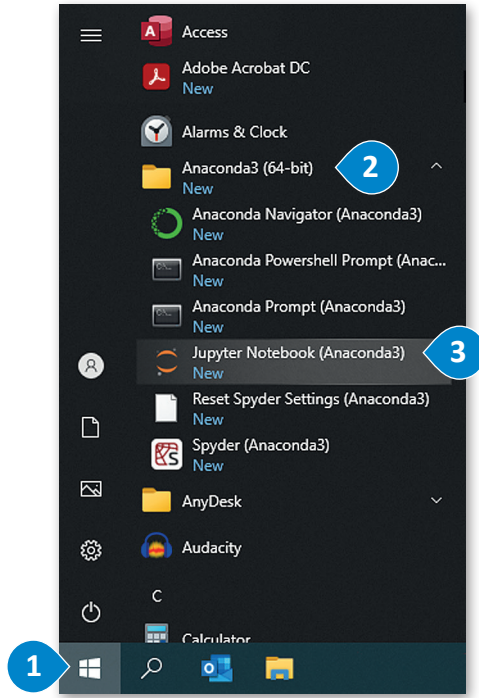 Access
Adobe Acrobat DC
New
Alarms & Clock
Anaconda3 (64-bit)
New
2
Anaconda Navigator (Anaconda3)
New
Anaconda Powershell Prompt (Anac...
New
Anaconda Prompt (Anaconda3)
New
Jupyter Notebook (Anaconda3)
New
3
Reset Spyder Settings (Anaconda3)
New
Spyder (Anaconda3)
New
AnyDesk
Audacity
C
Calculator
1